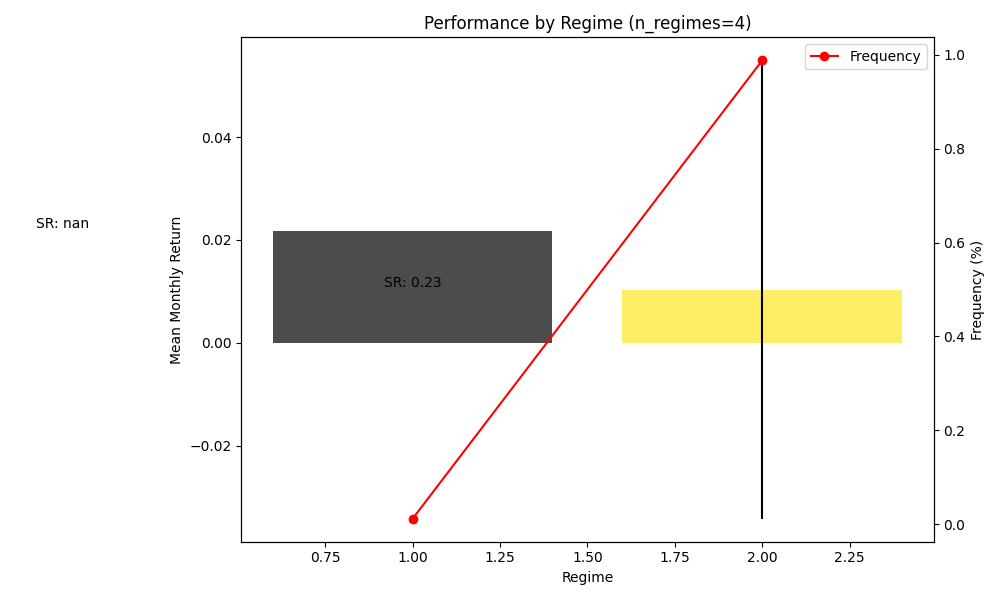 Performance by Regime (n_regimes=4)
Frequency
SR: nan
SR: 0.23
Mean Monthly Return
0.04
0.02
0.00
−0.02
Frequency (%)
1.0
0.8
0.6
0.4
0.2
0.0
0.75
1.00
1.25
1.50
1.75
2.00
2.25
Regime